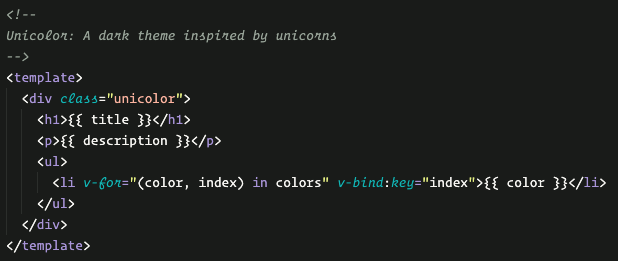 <!--
Unicolor: A dark theme inspired by unicorns
-->
<template>
  <div class="unicolor">
    <h1>{{ title }}</h1>
    <p>{{ description }}</p>
    <ul>
      <li v-for="(color, index) in colors" v-bind:key="index">{{ color }}</li>
    </ul>
  </div>
</template>